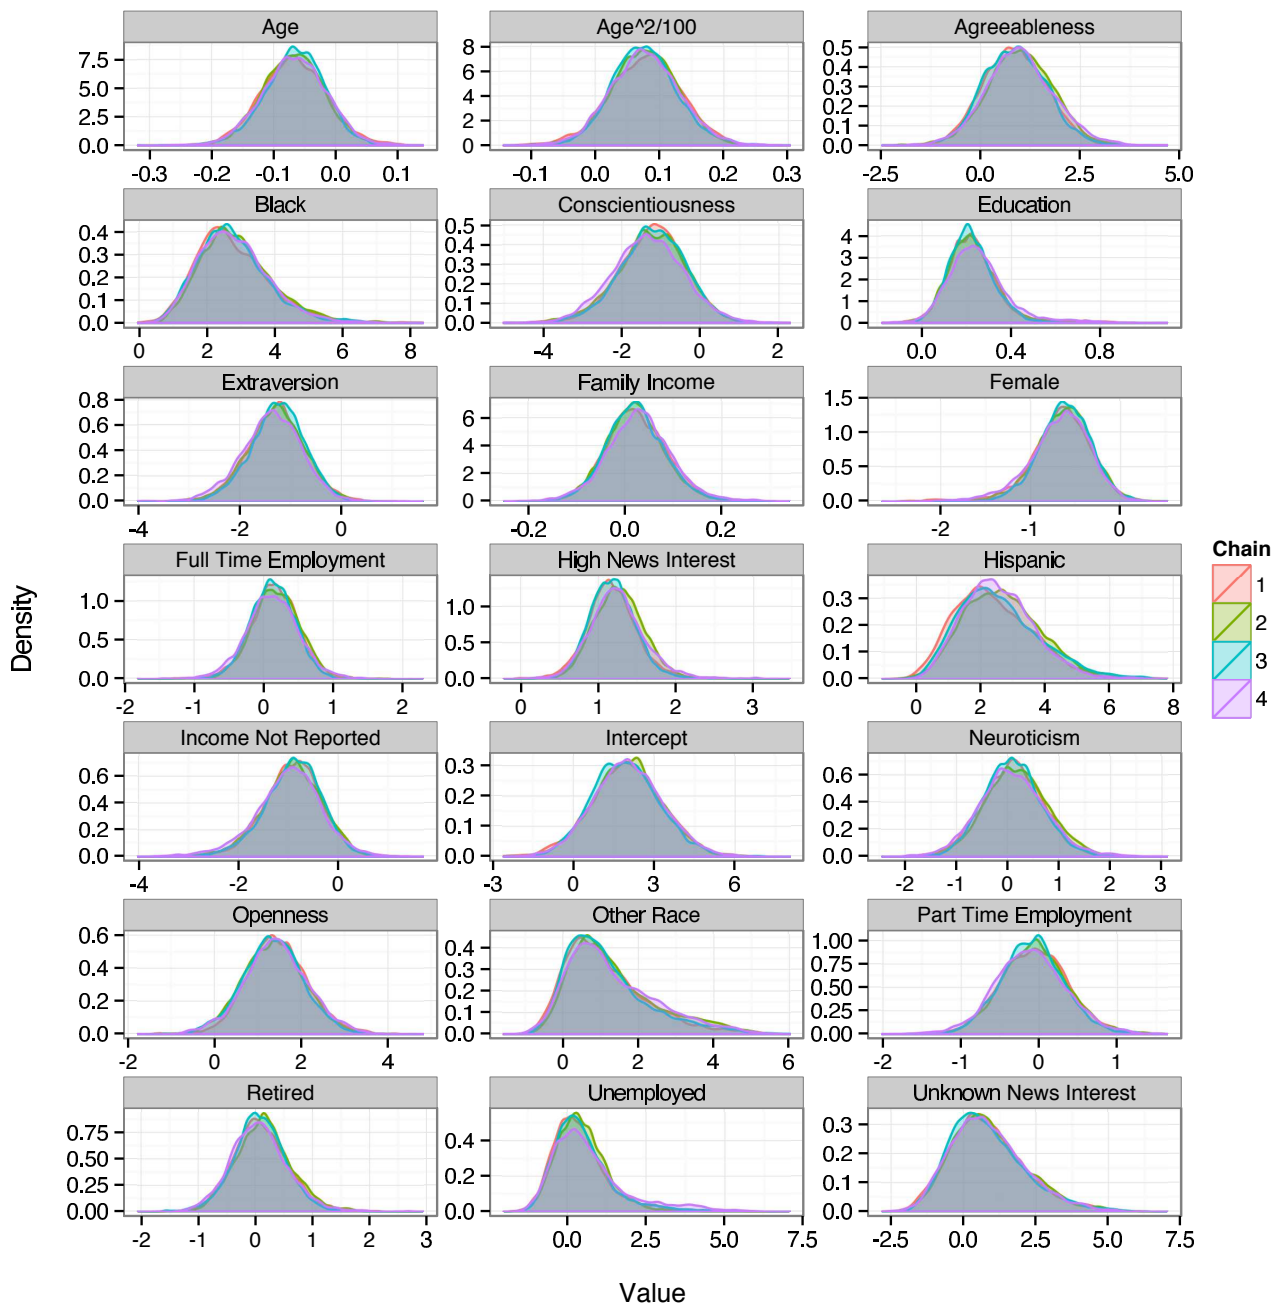 Age Age^2/100 Agreeableness
7.5 5.0 2.5 0.0 8 6 4 2 0 0.5 0.4 0.3 0.2 0.1 0.0
-0.3 -0.2 -0.1 0.0 0.1 -0.1 0.0 0.1 0.2 0.3 -2.5 0.0 2.5 5.0
Black Conscientiousness Education
0.4 0.3 0.2 0.1 0.0 0.5 0.4 0.3 0.2 0.1 0.0 4 3 2 1 0
0 2 4 6 8 -4 -2 0 2 0.0 0.4 0.8
Extraversion Family Income Female
0.8 0.6 0.4 0.2 0.0 6 4 2 0 1.5 1.0 0.5 0.0
-4 -2 0 -0.2 0.0 0.2 -2 -1 0
Full Time Employment High News Interest Hispanic
1.0 0.5 0.0 1.0 0.5 0.0 0.3 0.2 0.1 0.0
-2 -1 0 1 2 0 1 2 3 0 2 4 6 8
Income Not Reported Intercept Neuroticism
0.6 0.4 0.2 0.0 0.3 0.2 0.1 0.0 0.6 0.4 0.2 0.0
-4 -2 0 -3 0 3 6 -2 -1 0 1 2 3
Openness Other Race Part Time Employment
0.6 0.4 0.2 0.0 0.4 0.3 0.2 0.1 0.0 1.00 0.75 0.50 0.25 0.00
-2 0 2 4 0 2 4 6 -2 -1 0 1
Retired Unemployed Unknown News Interest
0.75 0.50 0.25 0.00 0.4 0.2 0.0 0.3 0.2 0.1 0.0
-2 -1 0 1 2 3 0.0 2.5 5.0 7.5 -2.5 0.0 2.5 5.0 7.5
Density
Value
Chain
1
2
3
4